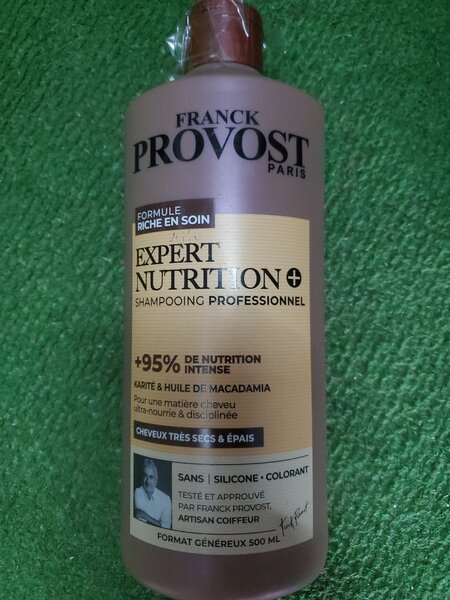 FRANCK
PROVOST
PARIS
FORMULE
RICHE EN SOIN
EXPERT
NUTRITION +
SHAMPOOING PROFESSIONNEL
+95% DE NUTRITION
INTENSE
KARITÉ & HUILE DE MACADAMIA
Pour une matière cheveu
ultra-nourrie & disciplinée
CHEVEUX TRÈS SECS & ÉPAIS
SANS | SILICONE • COLORANT
TESTÉ ET APPROUVÉ
PAR FRANCK PROVOST,
ARTISAN COIFFEUR
FORMAT GÉNÉREUX 500 ML